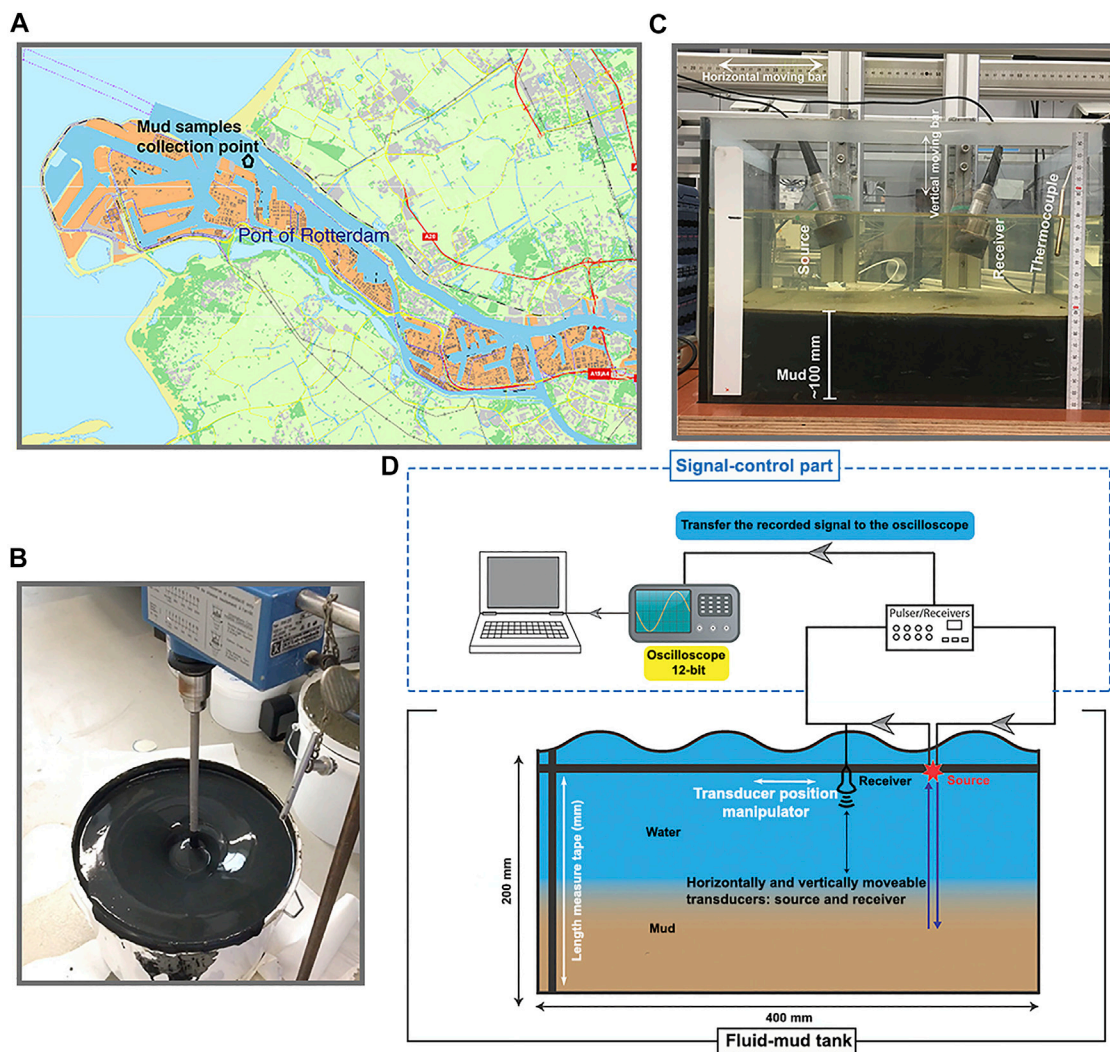 A
Mud samples
collection point
Port of Rotterdam
A20
A15|A4
B
C
Horizontal moving bar
Vertical moving bar
Source
Receiver
Thermocouple
Mud
~100 mm
D
Signal-control part
Transfer the recorded signal to the oscilloscope
Pulser/Receivers
Oscilloscope
12-bit
Receiver
Source
Transducer position
manipulator
Water
Horizontally and vertically moveable
transducers: source and receiver
Mud
Length measure tape (mm)
200 mm
400 mm
Fluid-mud tank